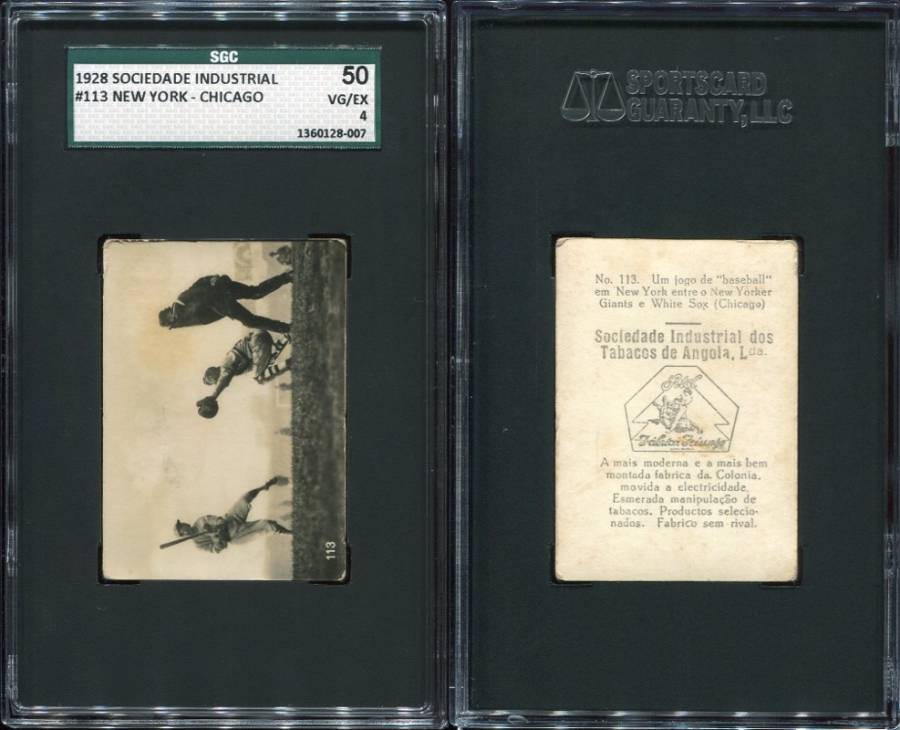 SGC
1928 SOCIEDADE INDUSTRIAL
50
#113 NEW YORK - CHICAGO
VG/EX
4
1360128-007
113
SPORTSCARD
GUARANTY, LLC
No. 113. Um jogo de "baseball"
em New York entre o New Yorker
Giants e White Sox (Chicago)
Sociedade Industrial dos
Tabacos de Angola, Lda.
Fabrica Triunfo
A mais moderna e a mais bem
montada fabrica da Colonia,
movida a electricidade.
Esmerada manipulação de
tabacos. Productos selecio-
nados. Fabrico sem rival.